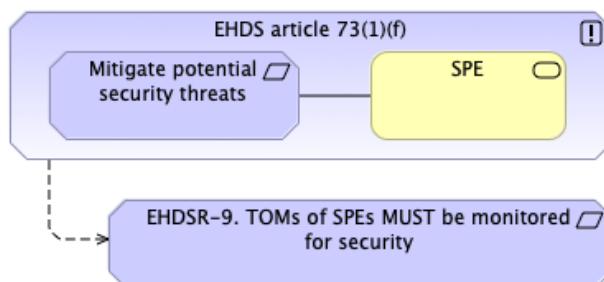 EHDS article 73(1)(f)
Mitigate potential
security threats
SPE
EHDSR-9. TOMs of SPEs MUST be monitored
for security